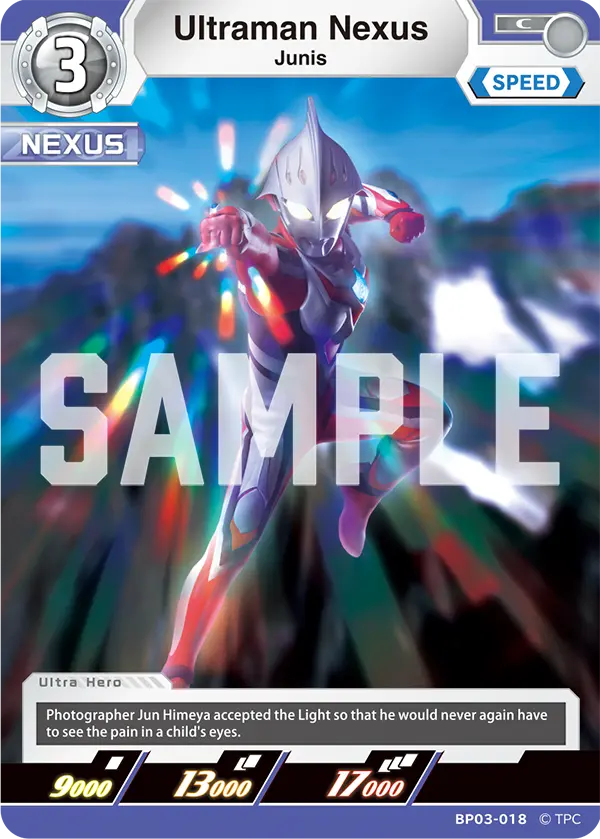 3
Ultraman Nexus
Junis
C
SPEED
NEXUS
SAMPLE
Ultra Hero
Photographer Jun Himeya accepted the Light so that he would never again have
to see the pain in a child's eyes.
9000
13000
17000
BP03-018 © TPC